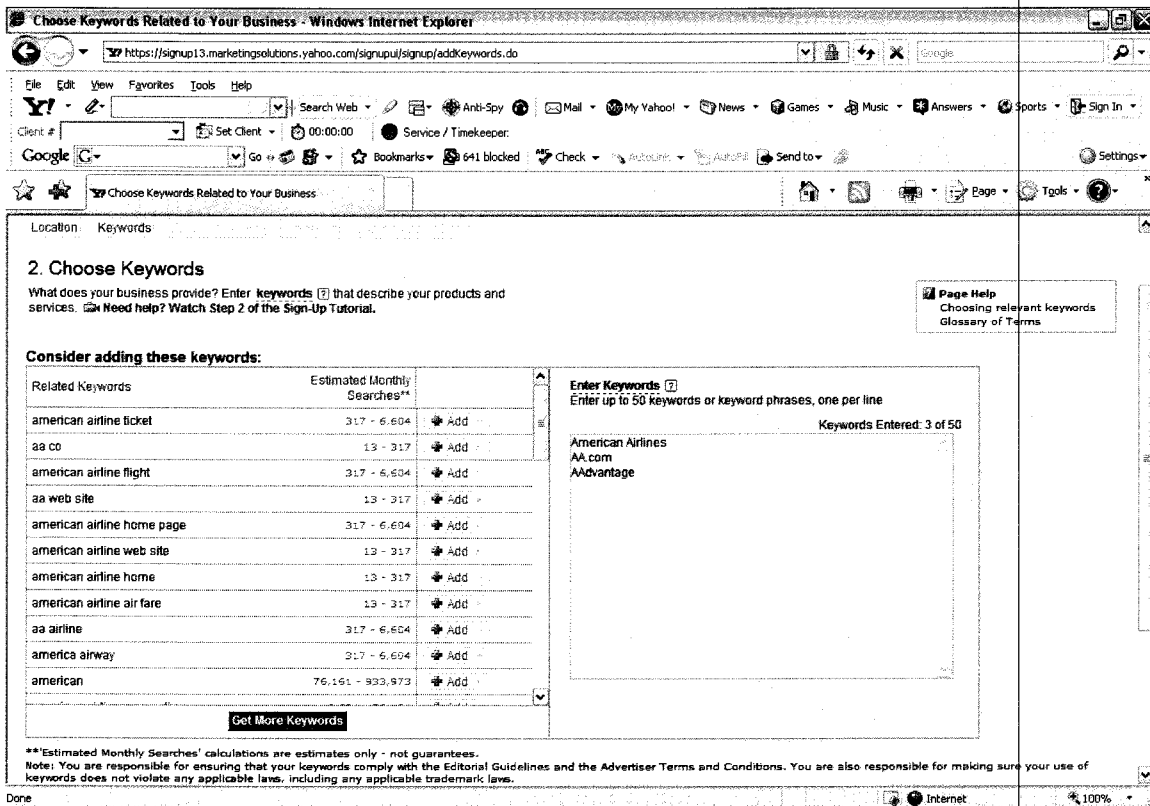 Choose Keywords Related to Your Business - Windows Internet Explorer
https://signup13.marketingsolutions.yahoo.com/signupui/signup/addKeywords.do
Google
File Edit View Favorites Tools Help
Y! Search Web Anti-Spy Mail My Yahoo! News Games Music Answers Sports Sign In
Client # Set Client 00:00:00 Service / Timekeeper:
Google G Go Bookmarks 641 blocked Check AutoLink AutoFill Send to Settings
Choose Keywords Related to Your Business Page Tools
Location Keywords
2. Choose Keywords
What does your business provide? Enter keywords [?] that describe your products and
services. Need help? Watch Step 2 of the Sign-Up Tutorial.
Page Help
Choosing relevant keywords
Glossary of Terms
Consider adding these keywords:
Related Keywords Estimated Monthly
Searches**
american airline ticket 317 - 6,604 Add
aa co 13 - 317 Add
american airline flight 317 - 6,604 Add
aa web site 13 - 317 Add
american airline home page 317 - 6,604 Add
american airline web site 13 - 317 Add
american airline home 13 - 317 Add
american airline air fare 13 - 317 Add
aa airline 317 - 6,604 Add
america airway 317 - 6,604 Add
american 76,161 - 933,973 Add
Get More Keywords
Enter Keywords [?]
Enter up to 50 keywords or keyword phrases, one per line
Keywords Entered: 3 of 50
American Airlines
AA.com
AAdvantage
**'Estimated Monthly Searches' calculations are estimates only - not guarantees.
Note: You are responsible for ensuring that your keywords comply with the Editorial Guidelines and the Advertiser Terms and Conditions. You are also responsible for making sure your use of
keywords does not violate any applicable laws, including any applicable trademark laws.
Done Internet 100%